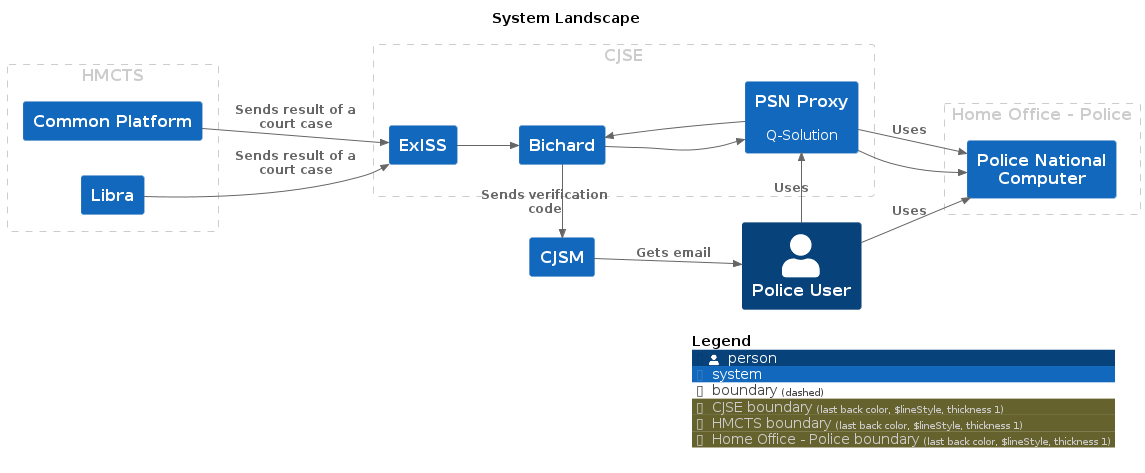 System Landscape
CJSE
HMCTS
Common Platform
Sends result of a
court case
Libra
Sends result of a
court case
ExISS
Bichard
PSN Proxy
Q-Solution
Uses
Home Office - Police
Police National
Computer
Sends verification
code
Uses
Uses
CJSM
Gets email
Police User
Legend
person
system
boundary (dashed)
CJSE boundary (last back color, $lineStyle, thickness 1)
HMCTS boundary (last back color, $lineStyle, thickness 1)
Home Office - Police boundary (last back color, $lineStyle, thickness 1)